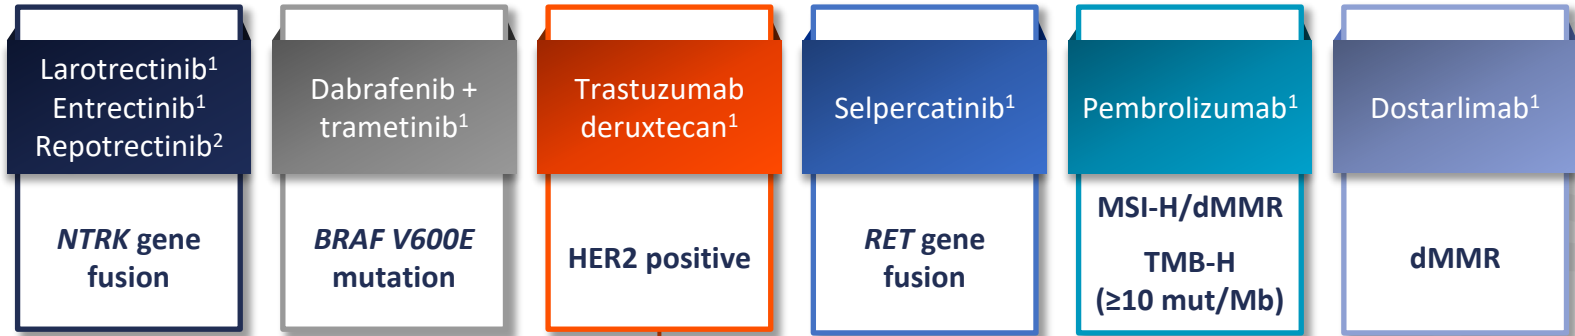 Larotrectinib¹
Entrectinib¹
Repotrectinib²
NTRK gene
fusion
Dabrafenib +
trametinib¹
BRAF V600E
mutation
Trastuzumab
deruxtecan¹
HER2 positive
Selpercatinib¹
RET gene
fusion
Pembrolizumab¹
MSI-H/dMMR
TMB-H
(≥10 mut/Mb)
Dostarlimab¹
dMMR